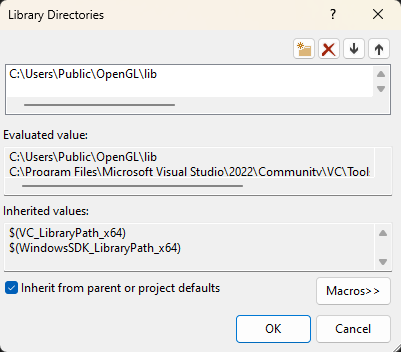 Library Directories
?
C:\Users\Public\OpenGL\lib
Evaluated value:
C:\Users\Public\OpenGL\lib
C:\Program Files\Microsoft Visual Studio\2022\Community\VC\Tool
Inherited values:
$(VC_LibraryPath_x64)
$(WindowsSDK_LibraryPath_x64)
Inherit from parent or project defaults
Macros>>
OK
Cancel